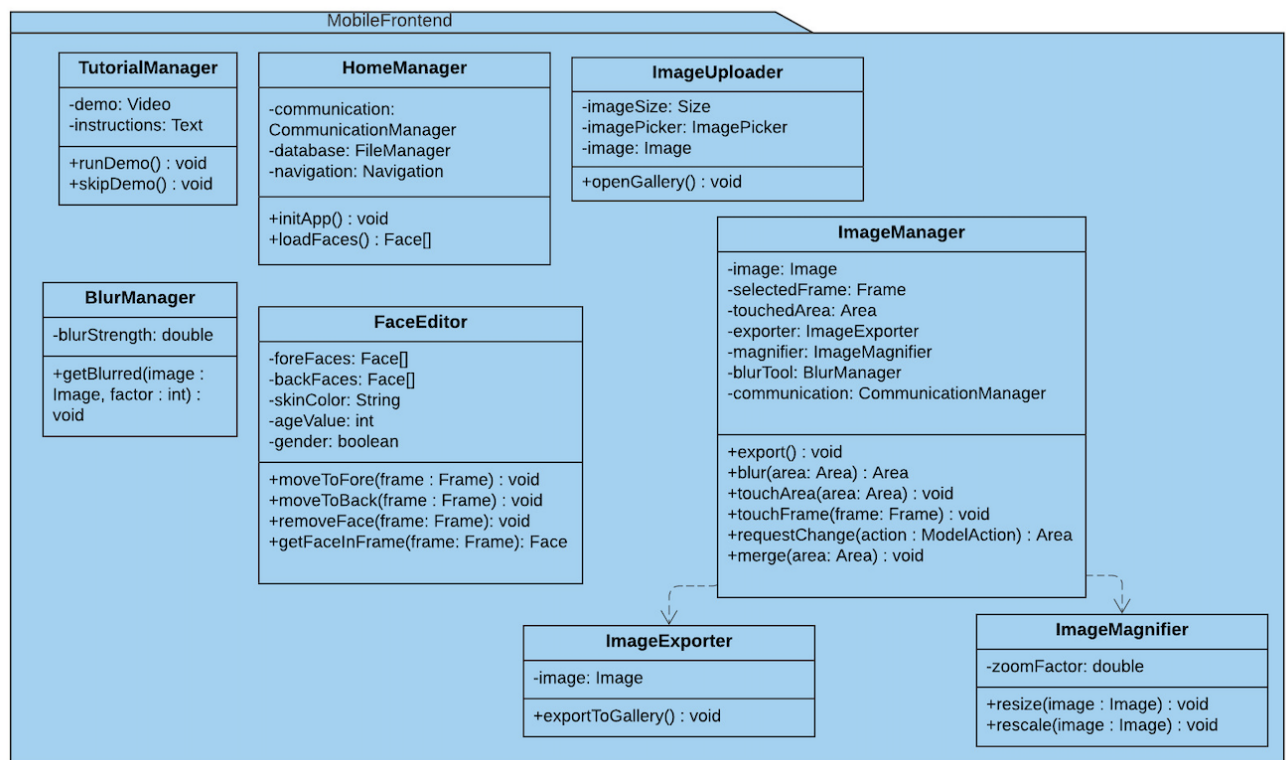 MobileFrontend
TutorialManager
-demo: Video
-instructions: Text
+runDemo() : void
+skipDemo() : void
HomeManager
-communication:
CommunicationManager
-database: FileManager
-navigation: Navigation
+initApp() : void
+loadFaces() : Face[]
ImageUploader
-imageSize: Size
-imagePicker: ImagePicker
-image: Image
+openGallery() : void
ImageManager
-image: Image
-selectedFrame: Frame
-touchedArea: Area
-exporter: ImageExporter
-magnifier: ImageMagnifier
-blurTool: BlurManager
-communication: CommunicationManager
+export() : void
+blur(area: Area) : Area
+touchArea(area: Area) : void
+touchFrame(frame: Frame) : void
+requestChange(action : ModelAction) : Area
+merge(area: Area) : void
BlurManager
-blurStrength: double
+getBlurred(image :
Image, factor : int) :
void
FaceEditor
-foreFaces: Face[]
-backFaces: Face[]
-skinColor: String
-ageValue: int
-gender: boolean
+moveToFore(frame : Frame) : void
+moveToBack(frame : Frame) : void
+removeFace(frame: Frame): void
+getFaceInFrame(frame: Frame): Face
ImageExporter
-image: Image
+exportToGallery() : void
ImageMagnifier
-zoomFactor: double
+resize(image : Image) : void
+rescale(image : Image) : void